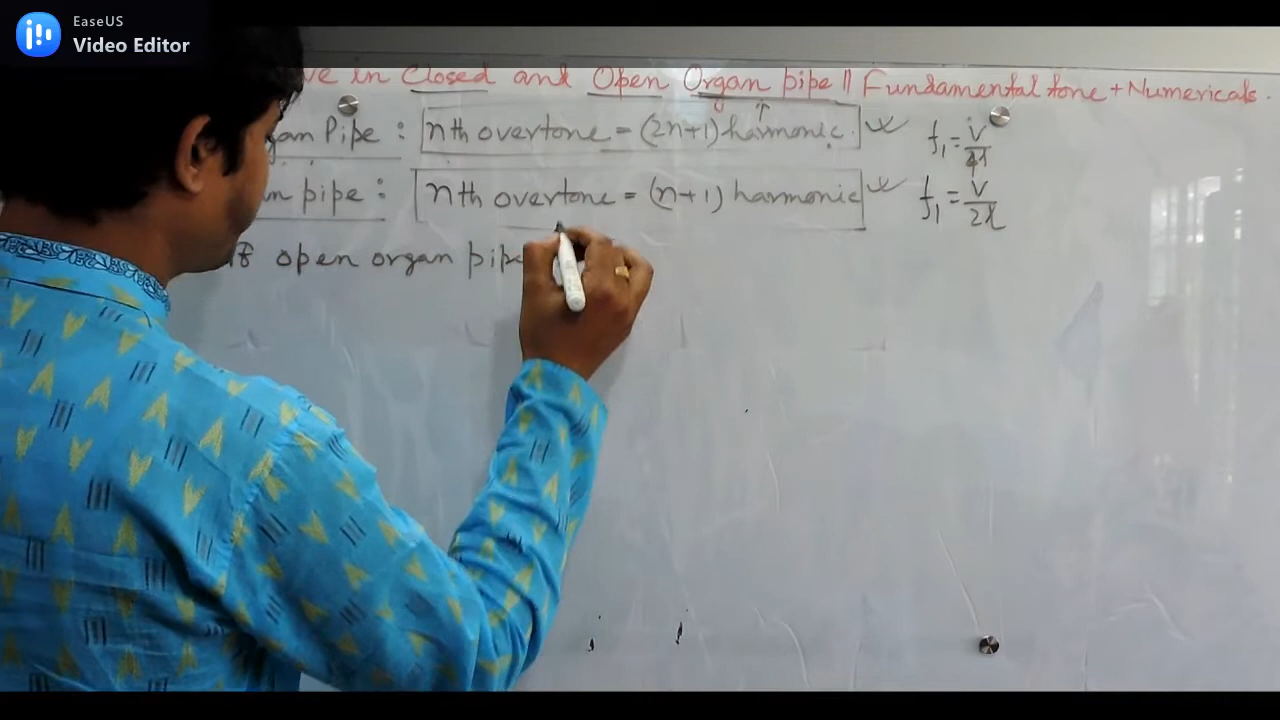 EaseUS
Video Editor
ve in Closed and Open Organ pipe || Fundamental tone + Numericals.
gan Pipe : nth overtone = (2n+1) harmonic. f₁ = v/4l
n pipe : nth overtone = (n+1) harmonic f₁ = v/2l
open organ pipe